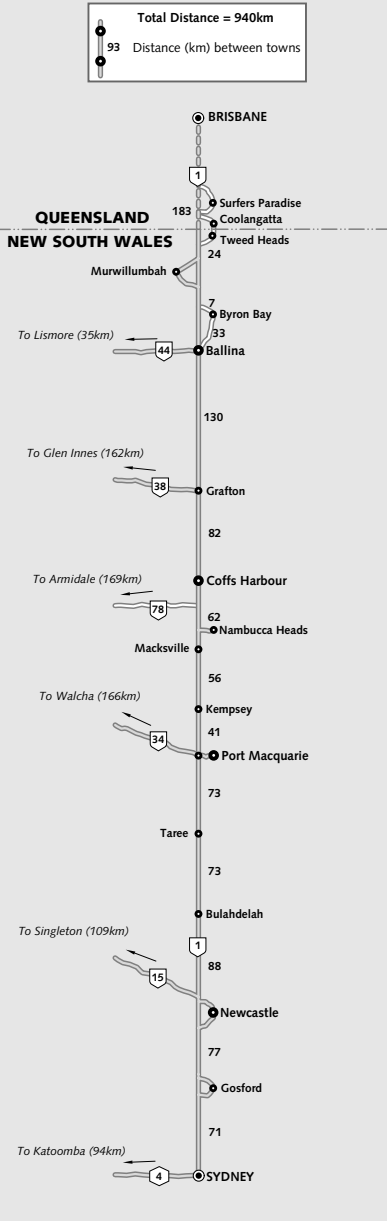 Total Distance = 940km
93 Distance (km) between towns
BRISBANE
1
Surfers Paradise
183
Coolangatta
QUEENSLAND
NEW SOUTH WALES
Tweed Heads
24
Murwillumbah
7
Byron Bay
33
To Lismore (35km)
44
Ballina
130
To Glen Innes (162km)
38
Grafton
82
To Armidale (169km)
Coffs Harbour
78
62
Nambucca Heads
Macksville
56
To Walcha (166km)
Kempsey
41
34
Port Macquarie
73
Taree
73
Bulahdelah
To Singleton (109km)
1
88
15
Newcastle
77
Gosford
71
To Katoomba (94km)
4
SYDNEY